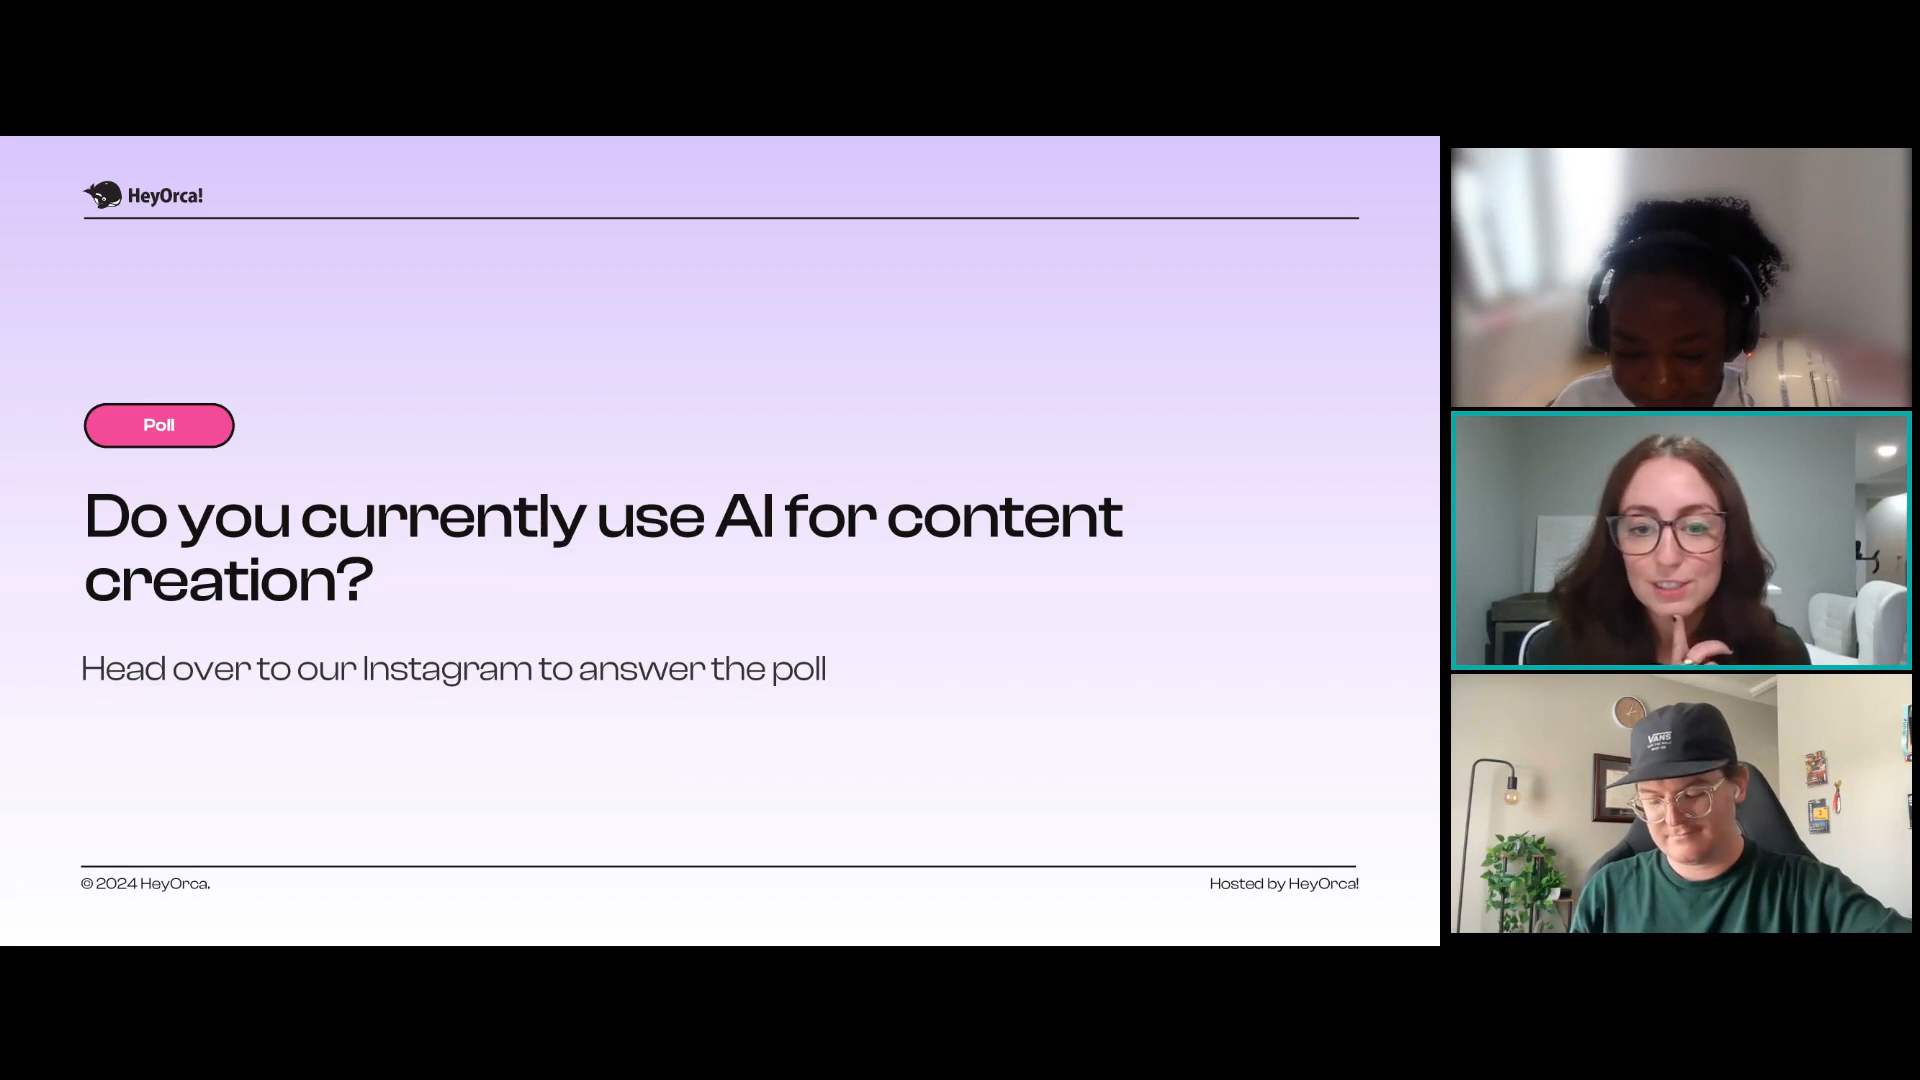 HeyOrca!
Poll
Do you currently use AI for content
creation?
Head over to our Instagram to answer the poll
© 2024 HeyOrca.
Hosted by HeyOrca!
VANS